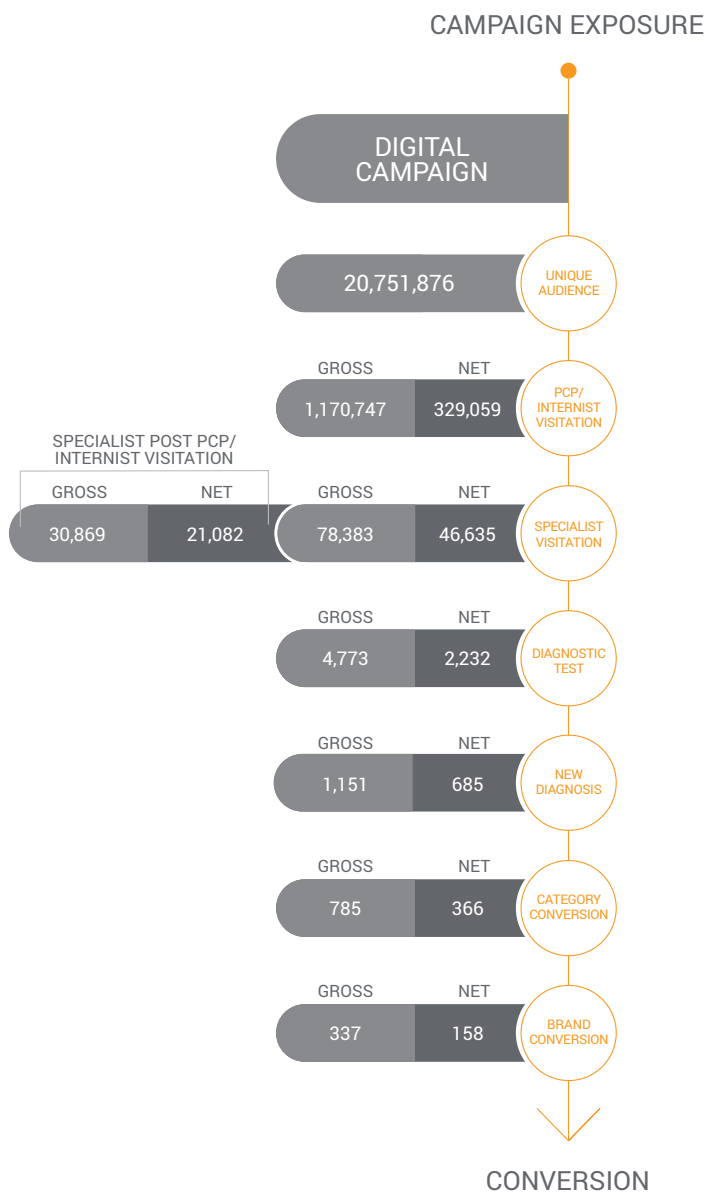 CAMPAIGN EXPOSURE
DIGITAL
CAMPAIGN
20,751,876
UNIQUE
AUDIENCE
GROSS NET
1,170,747 329,059
PCP/
INTERNIST
VISITATION
SPECIALIST POST PCP/
INTERNIST VISITATION
GROSS NET GROSS NET
30,869 21,082 78,383 46,635
SPECIALIST
VISITATION
GROSS NET
4,773 2,232
DIAGNOSTIC
TEST
GROSS NET
1,151 685
NEW
DIAGNOSIS
GROSS NET
785 366
CATEGORY
CONVERSION
GROSS NET
337 158
BRAND
CONVERSION
CONVERSION